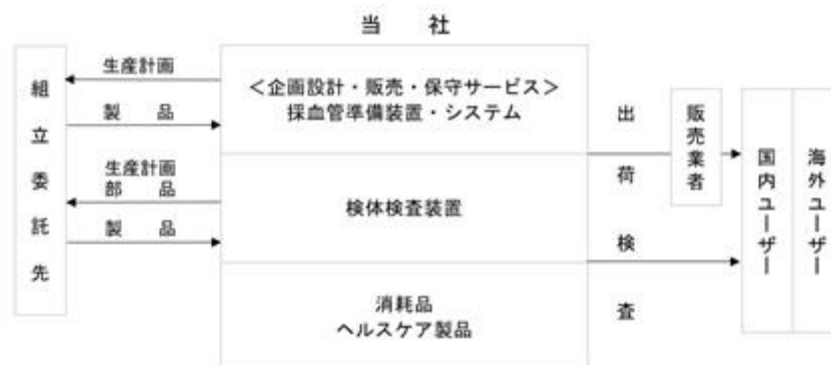 当 社
組立委託先
生産計画
製 品
生産計画
部 品
製 品
＜企画設計・販売・保守サービス＞
採血管準備装置・システム
検体検査装置
消耗品
ヘルスケア製品
出荷検査
販売業者
国内ユーザー
海外ユーザー